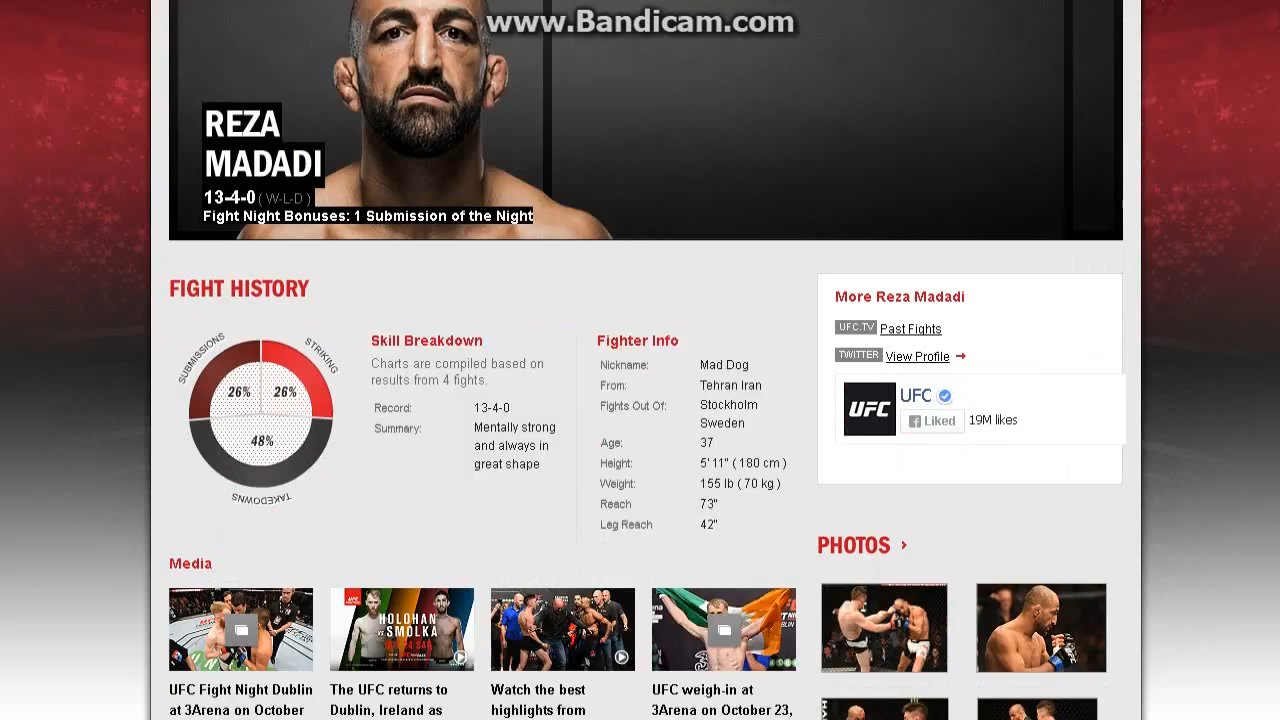 www.Bandicam.com
REZA
MADADI
13-4-0 ( W-L-D )
Fight Night Bonuses: 1 Submission of the Night
FIGHT HISTORY
SUBMISSIONS
STRIKING
26%
26%
48%
TAKEDOWNS
Skill Breakdown
Charts are compiled based on
results from 4 fights.
Record: 13-4-0
Summary: Mentally strong
and always in
great shape
Fighter Info
Nickname: Mad Dog
From: Tehran Iran
Fights Out Of: Stockholm
Sweden
Age: 37
Height: 5' 11" ( 180 cm )
Weight: 155 lb ( 70 kg )
Reach 73"
Leg Reach 42"
More Reza Madadi
UFC.TV Past Fights
TWITTER View Profile
UFC
UFC
Liked 19M likes
PHOTOS
Media
HOLOHAN
VS SMOLKA
UFC Fight Night Dublin
at 3Arena on October
The UFC returns to
Dublin, Ireland as
Watch the best
highlights from
UFC weigh-in at
3Arena on October 23,